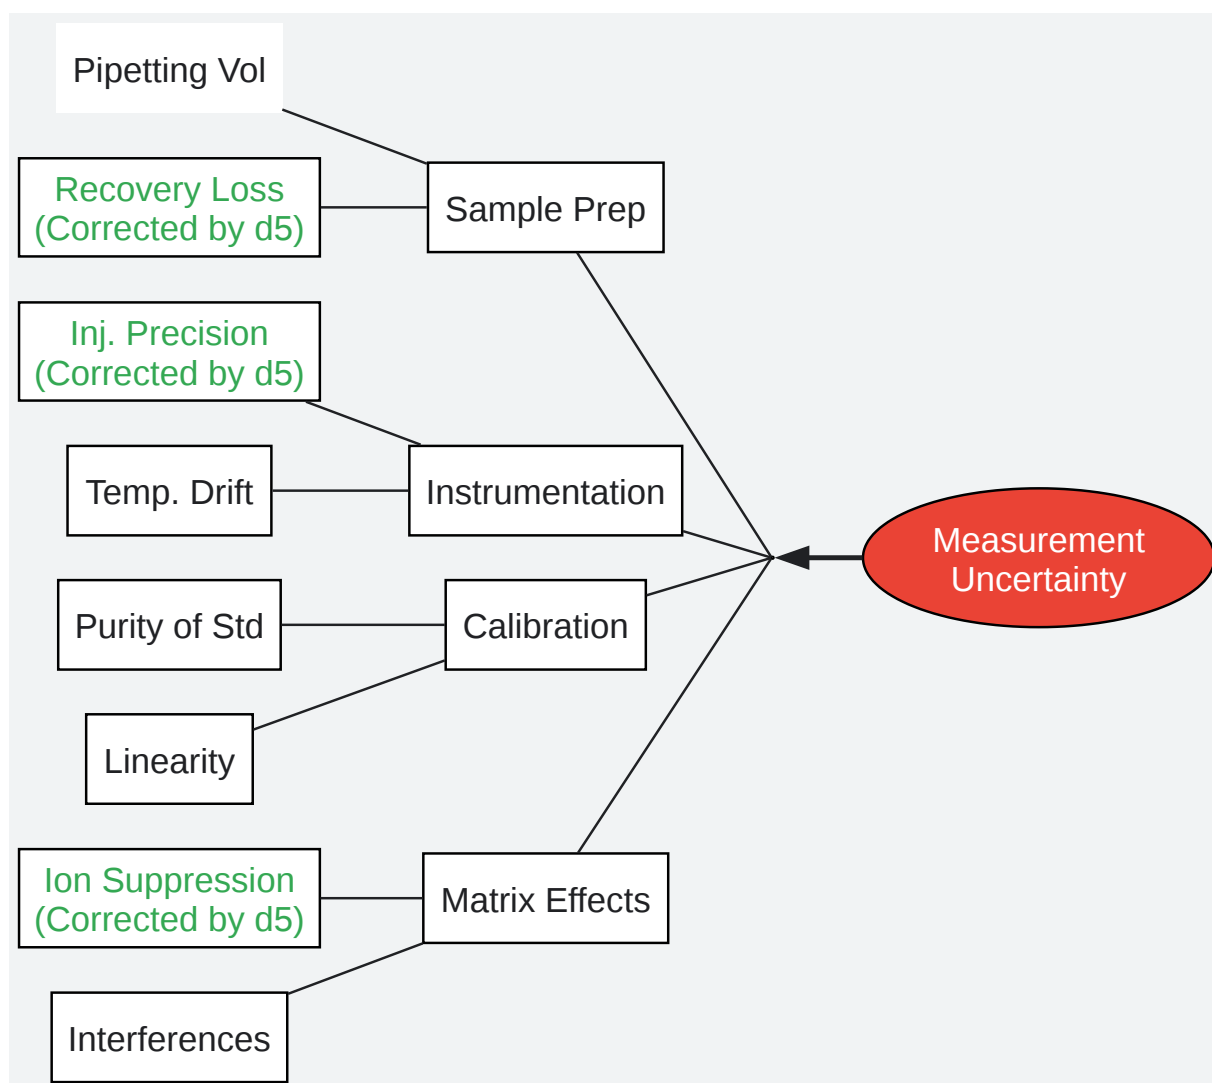 Pipetting Vol
Recovery Loss
(Corrected by d5)
Sample Prep
Inj. Precision
(Corrected by d5)
Temp. Drift
Instrumentation
Measurement
Uncertainty
Purity of Std
Calibration
Linearity
Ion Suppression
(Corrected by d5)
Matrix Effects
Interferences